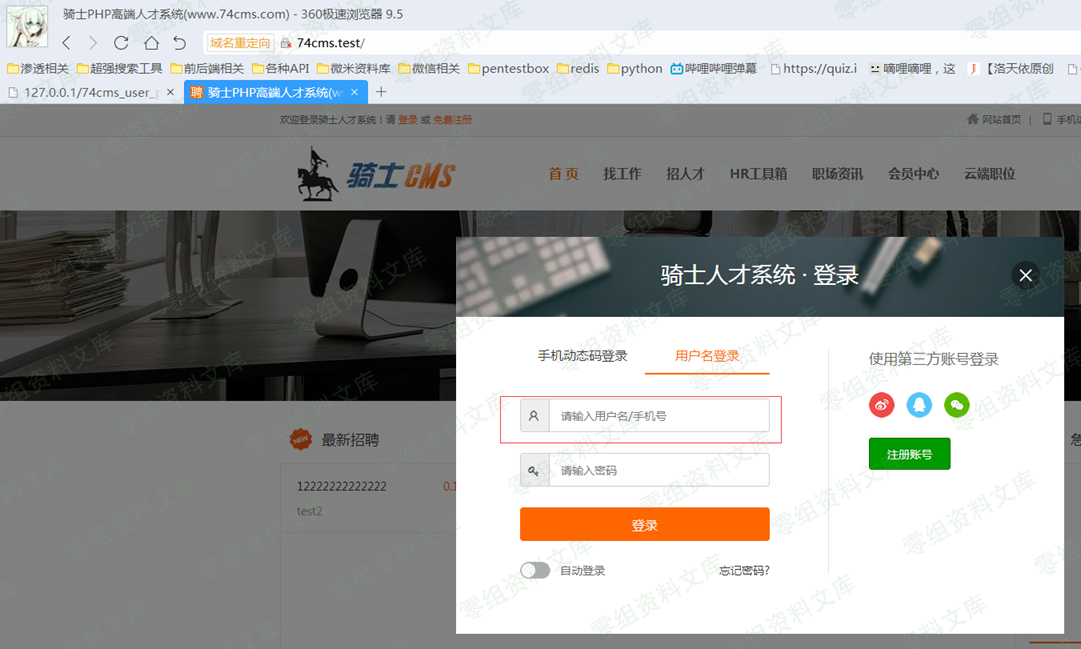 骑士PHP高端人才系统(www.74cms.com) - 360极速浏览器 9.5
域名重定向 74cms.test/
渗透相关 超强搜索工具 前后端相关 各种API 微米资料库 微信相关 pentestbox redis python 哔哩哔哩弹幕 https://quiz.i 嘀哩嘀哩，这 【洛天依原创
127.0.0.1/74cms_user_ × 聘 骑士PHP高端人才系统(w × +
欢迎登录骑士人才系统！请 登录 或 免费注册 网站首页 | 手机访
骑士CMS 首 页 找工作 招人才 HR工具箱 职场资讯 会员中心 云端职位
骑士人才系统 · 登录
手机动态码登录 用户名登录 使用第三方账号登录
请输入用户名/手机号
请输入密码 注册账号
登录
自动登录 忘记密码?
NEW 最新招聘
12222222222222 0.1
test2
零组资料文库